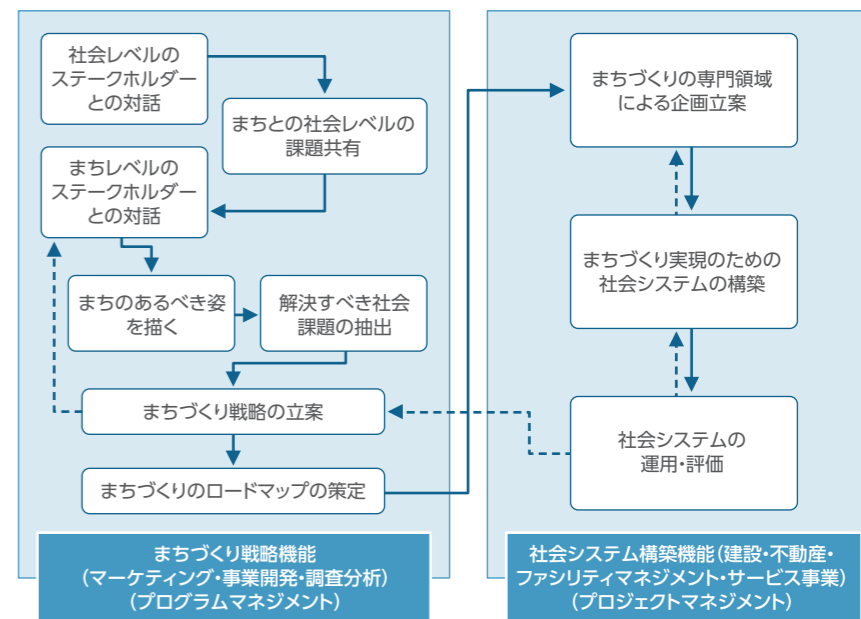 社会レベルの
ステークホルダー
との対話
まちとの社会レベルの
課題共有
まちレベルの
ステークホルダー
との対話
まちのあるべき姿
を描く
解決すべき社会
課題の抽出
まちづくり戦略の立案
まちづくりのロードマップの策定
まちづくり戦略機能
（マーケティング・事業開発・調査分析）
（プログラムマネジメント）
まちづくりの専門領域
による企画立案
まちづくり実現のための
社会システムの構築
社会システムの
運用・評価
社会システム構築機能（建設・不動産・
ファシリティマネジメント・サービス事業）
（プロジェクトマネジメント）